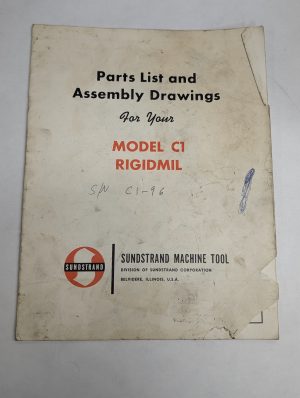 Parts List and
Assembly Drawings
For Your
MODEL C1
RIGIDMIL
S/N C1-96
SUNDSTRAND
SUNDSTRAND MACHINE TOOL
DIVISION OF SUNDSTRAND CORPORATION
BELVIDERE, ILLINOIS, U.S.A.